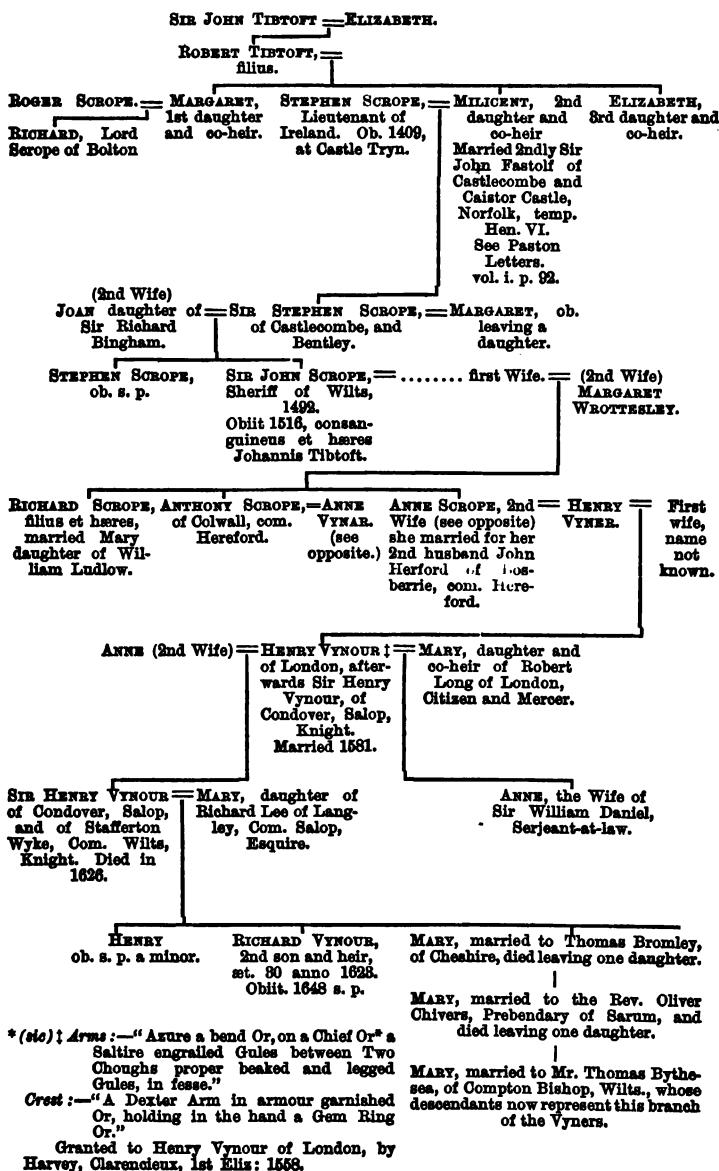 SIR JOHN TIBTOFT = ELIZABETH.
ROBERT TIBTOFT, =
filius.
ROGER SCROPE. = MARGARET,
1st daughter
and co-heir.
RICHARD, Lord
Scrope of Bolton
STEPHEN SCROPE, =
Lieutenant of
Ireland. Ob. 1409,
at Castle Tryn.
MILICENT, 2nd
daughter and
co-heir
Married 2ndly Sir
John Fastolf of
Castlecombe and
Caistor Castle,
Norfolk, temp.
Hen. VI.
See Paston
Letters.
vol. i. p. 92.
ELIZABETH,
3rd daughter and
co-heir.
(2nd Wife)
JOAN daughter of
Sir Richard
Bingham.
= SIR STEPHEN SCROPE, =
of Castlecombe, and
Bentley.
MARGARET, ob.
leaving a
daughter.
STEPHEN SCROPE,
ob. s. p.
SIR JOHN SCROPE, = ........ first Wife. = (2nd Wife)
Sheriff of Wilts,
1492.
Obiit 1516, consan-
guineus et hæres
Johannis Tibtoft.
MARGARET
WROTTESLEY.
RICHARD SCROPE,
filius et hæres,
married Mary
daughter of Wil-
liam Ludlow.
ANTHONY SCROPE, =
of Colwall, com.
Hereford.
ANNE
VYNAR.
(see
opposite.)
ANNE SCROPE, 2nd =
Wife (see opposite)
she married for her
2nd husband John
Herford of
berrie, com. Here-
ford.
HENRY =
VYNER.
First
wife,
name
not
known.
ANNE (2nd Wife) = HENRY VYNOUR ‡ =
of London, after-
wards Sir Henry
Vynour, of
Condover, Salop,
Knight.
Married 1581.
MARY, daughter and
co-heir of Robert
Long of London,
Citizen and Mercer.
SIR HENRY VYNOUR =
of Condover, Salop,
and of Stafferton
Wyke, Com. Wilts,
Knight. Died in
1626.
MARY, daughter of
Richard Lee of Lang-
ley, Com. Salop,
Esquire.
ANNE, the Wife of
Sir William Daniel,
Serjeant-at-law.
HENRY
ob. s. p. a minor.
RICHARD VYNOUR,
2nd son and heir,
æt. 30 anno 1623.
Obiit. 1648 s. p.
MARY, married to Thomas Bromley,
of Cheshire, died leaving one daughter.
MARY, married to the Rev. Oliver
Chivers, Prebendary of Sarum, and
died leaving one daughter.
MARY, married to Mr. Thomas Bythe-
sea, of Compton Bishop, Wilts., whose
descendants now represent this branch
of the Vyners.
* (sic) ‡ Arms:—"Azure a bend Or, on a Chief Or* a
Saltire engrailed Gules between Two
Choughs proper beaked and legged
Gules, in fesse."
Crest:—"A Dexter Arm in armour garnished
Or, holding in the hand a Gem Ring
Or."
Granted to Henry Vynour of London, by
Harvey, Clarencieux, 1st Eliz: 1558.